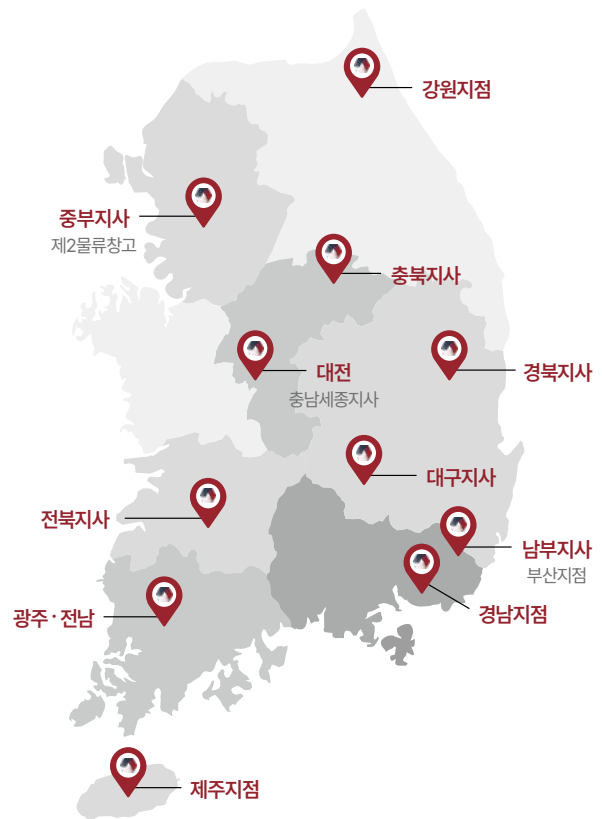 강원지점
중부지사
제2물류창고
충북지사
대전
충남세종지사
경북지사
대구지사
전북지사
남부지사
부산지점
광주·전남
경남지점
제주지점